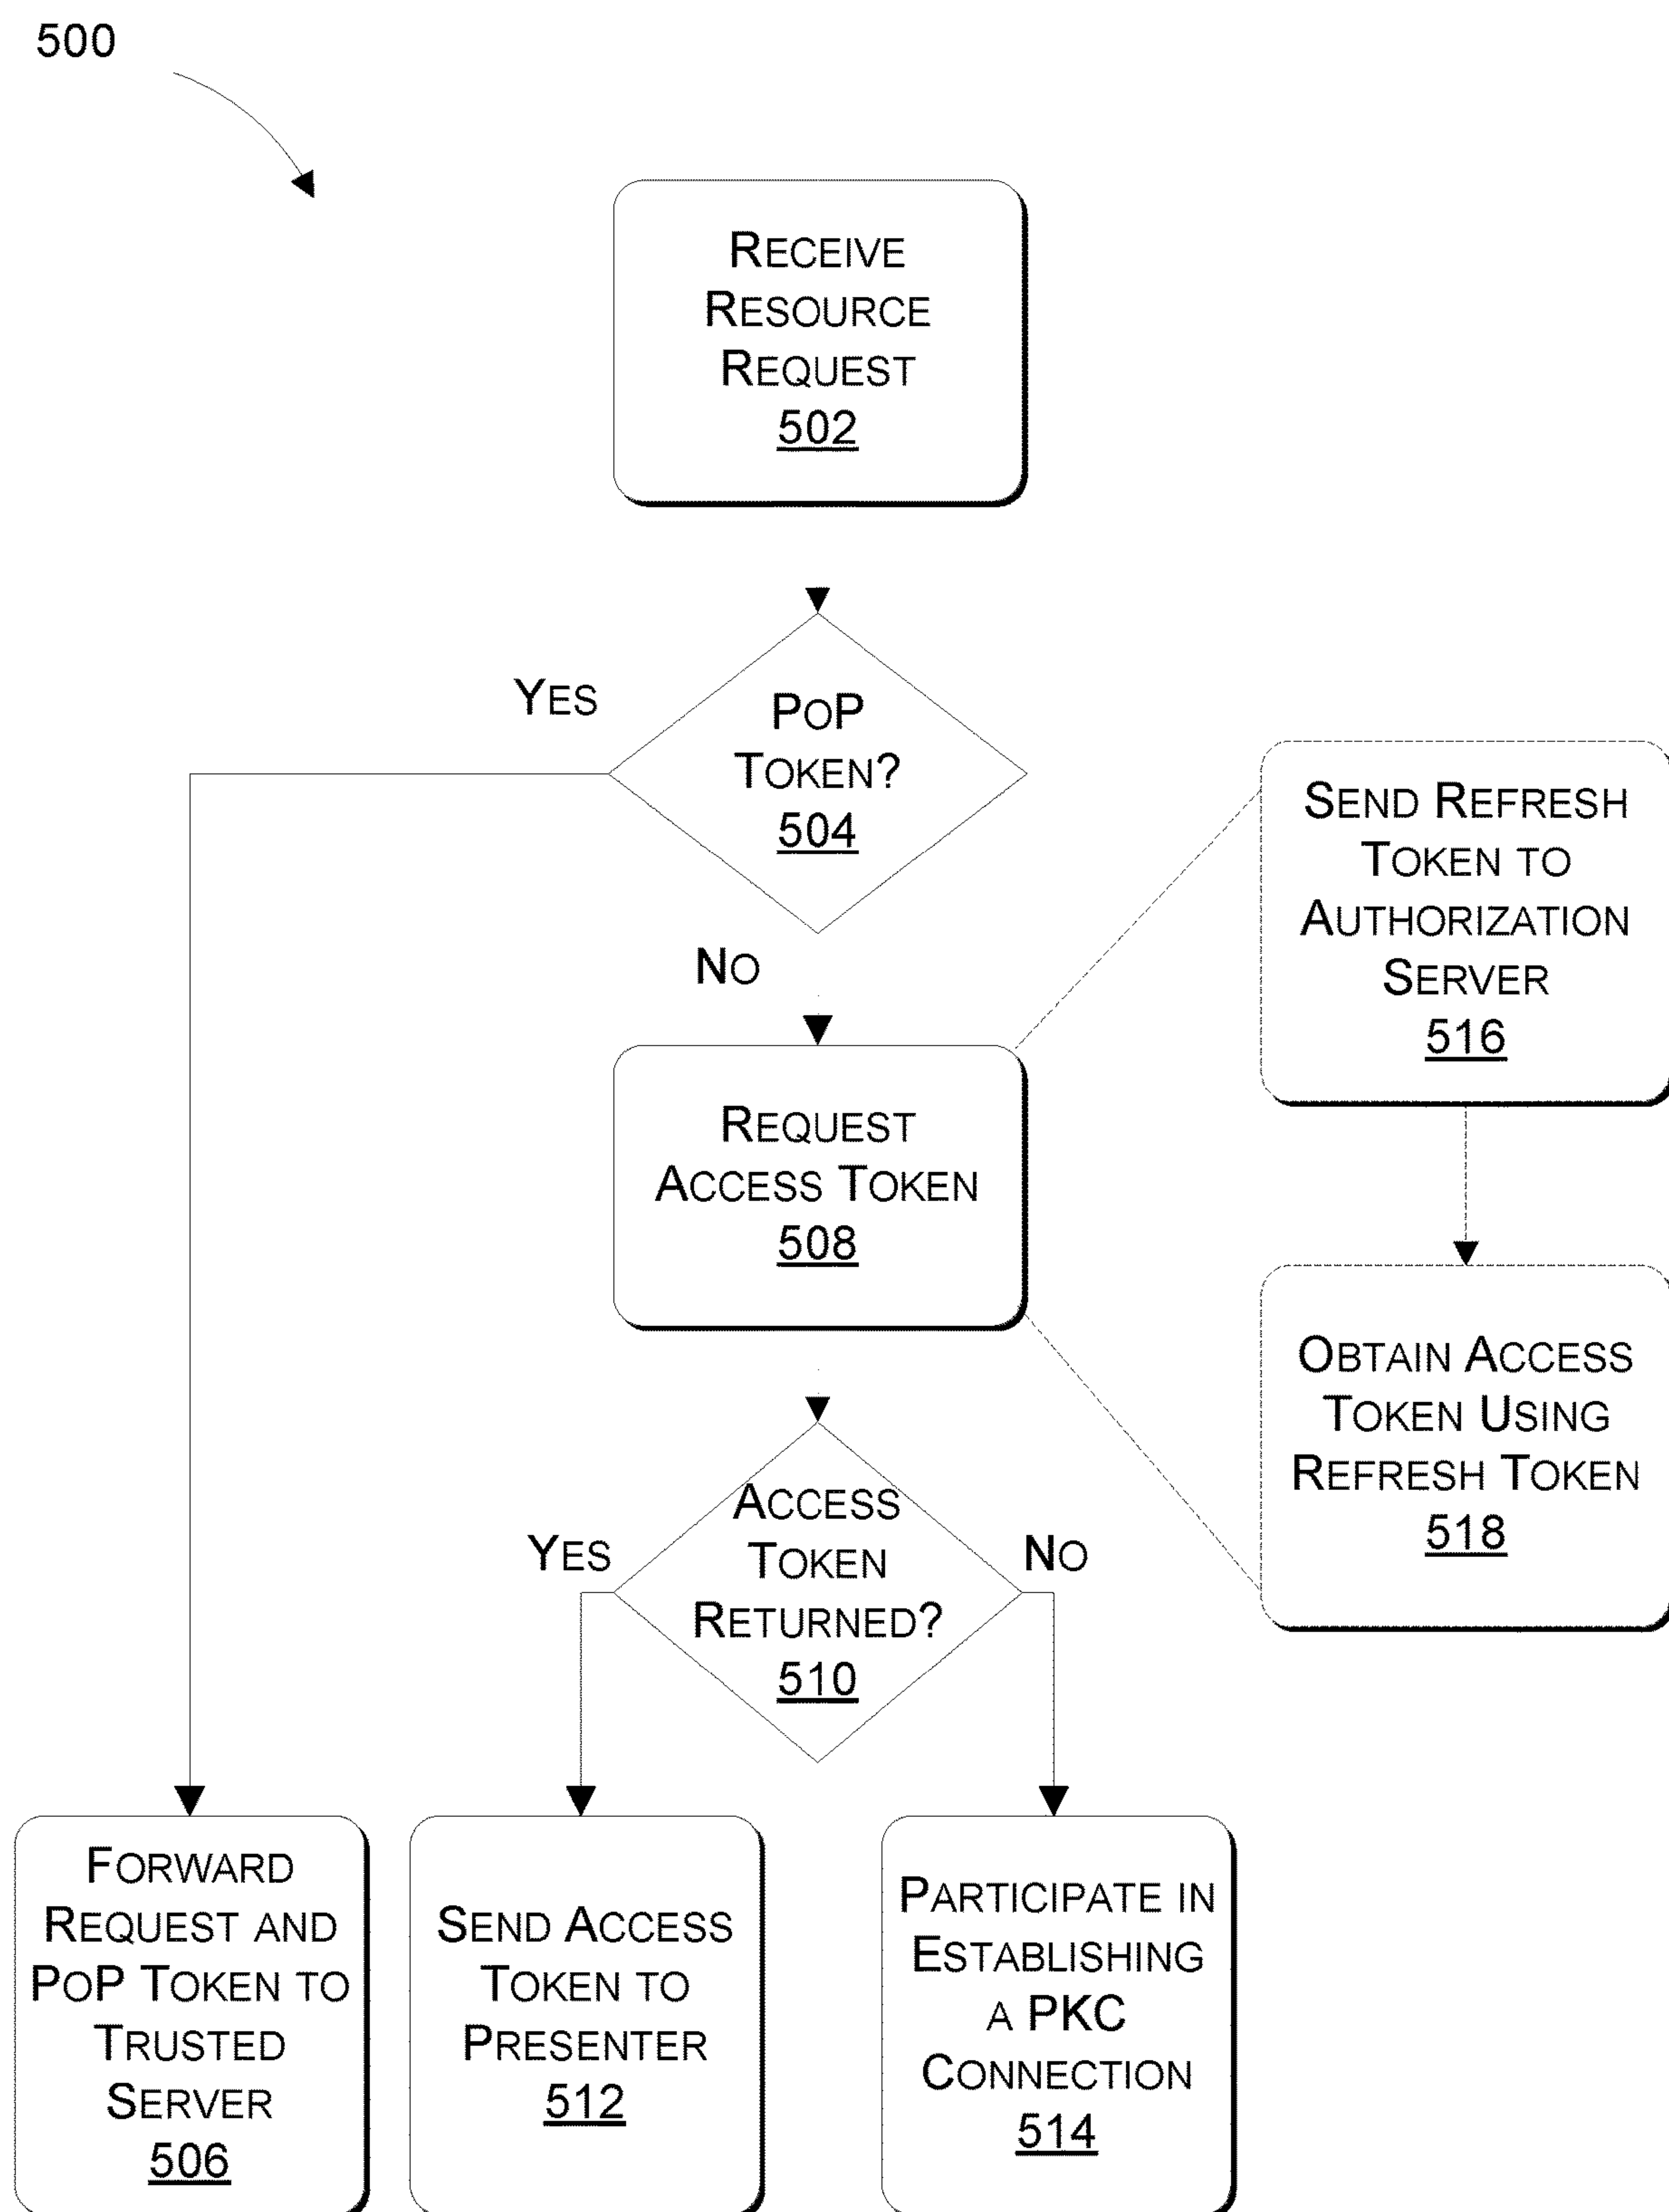 500
RECEIVE
RESOURCE
REQUEST
502
YES
POP
TOKEN?
504
NO
SEND REFRESH
TOKEN TO
AUTHORIZATION
SERVER
516
REQUEST
ACCESS TOKEN
508
OBTAIN ACCESS
TOKEN USING
REFRESH TOKEN
518
YES
ACCESS
TOKEN
RETURNED?
510
NO
FORWARD
REQUEST AND
POP TOKEN TO
TRUSTED
SERVER
506
SEND ACCESS
TOKEN TO
PRESENTER
512
PARTICIPATE IN
ESTABLISHING
A PKC
CONNECTION
514